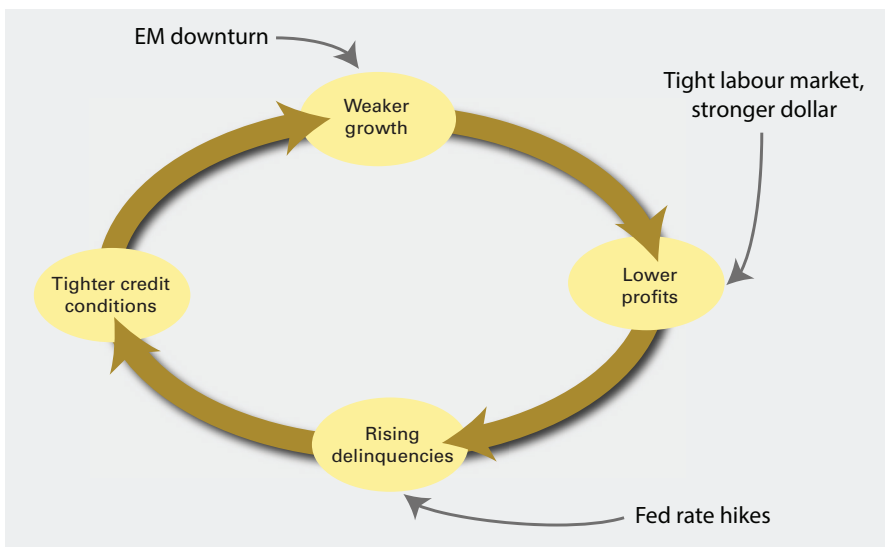 EM downturn
Weaker
growth
Tight labour market,
stronger dollar
Lower
profits
Tighter credit
conditions
Rising
delinquencies
Fed rate hikes